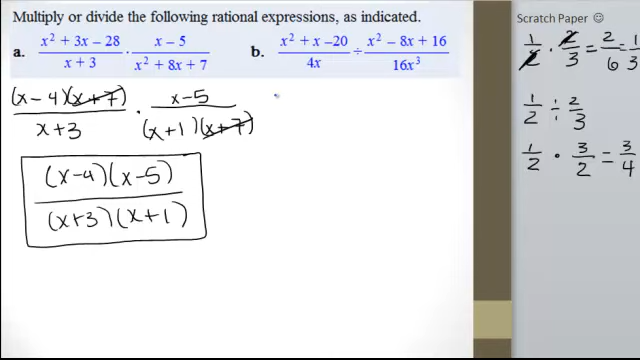 Multiply or divide the following rational expressions, as indicated.
a. (x² + 3x − 28)/(x + 3) · (x − 5)/(x² + 8x + 7)
b. (x² + x −20)/(4x) ÷ (x² − 8x + 16)/(16x³)
(x − 4)(x + 7)/(x + 3) · (x − 5)/((x + 1)(x + 7))
(x − 4)(x − 5)/((x + 3)(x + 1))
Scratch Paper ☺
1/2 · 2/3 = 2/6 = 1/3
1/2 ÷ 2/3
1/2 · 3/2 = 3/4